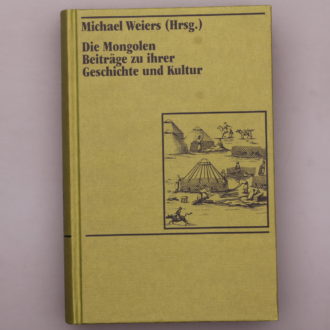 Michael Weiers (Hrsg.)
Die Mongolen
Beiträge zu ihrer
Geschichte und Kultur